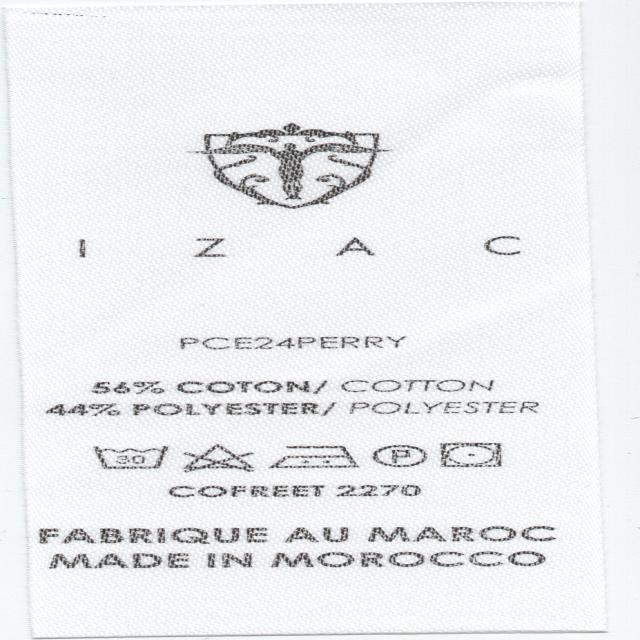 I Z A C
PCE24PERRY
56% COTON/ COTTON
44% POLYESTER/ POLYESTER
30 P
COFREET 2270
FABRIQUE AU MAROC
MADE IN MOROCCO